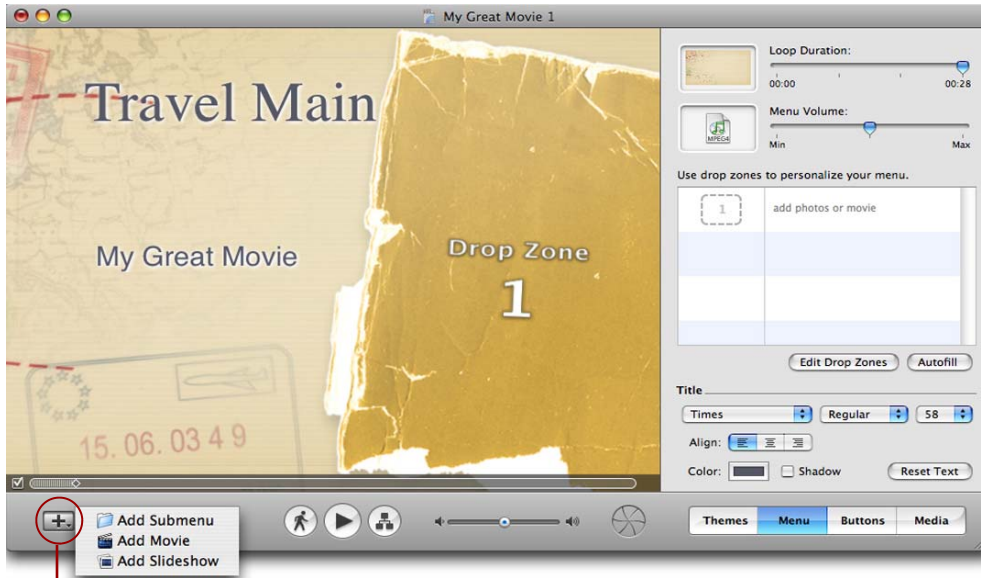 My Great Movie 1
Travel Main
My Great Movie
Drop Zone
1
15. 06. 03 4 9
Loop Duration:
00:00 00:28
Menu Volume:
MPEG4
Min Max
Use drop zones to personalize your menu.
1 add photos or movie
Edit Drop Zones Autofill
Title
Times Regular 58
Align:
Color: Shadow Reset Text
Add Submenu
Add Movie
Add Slideshow
Themes Menu Buttons Media